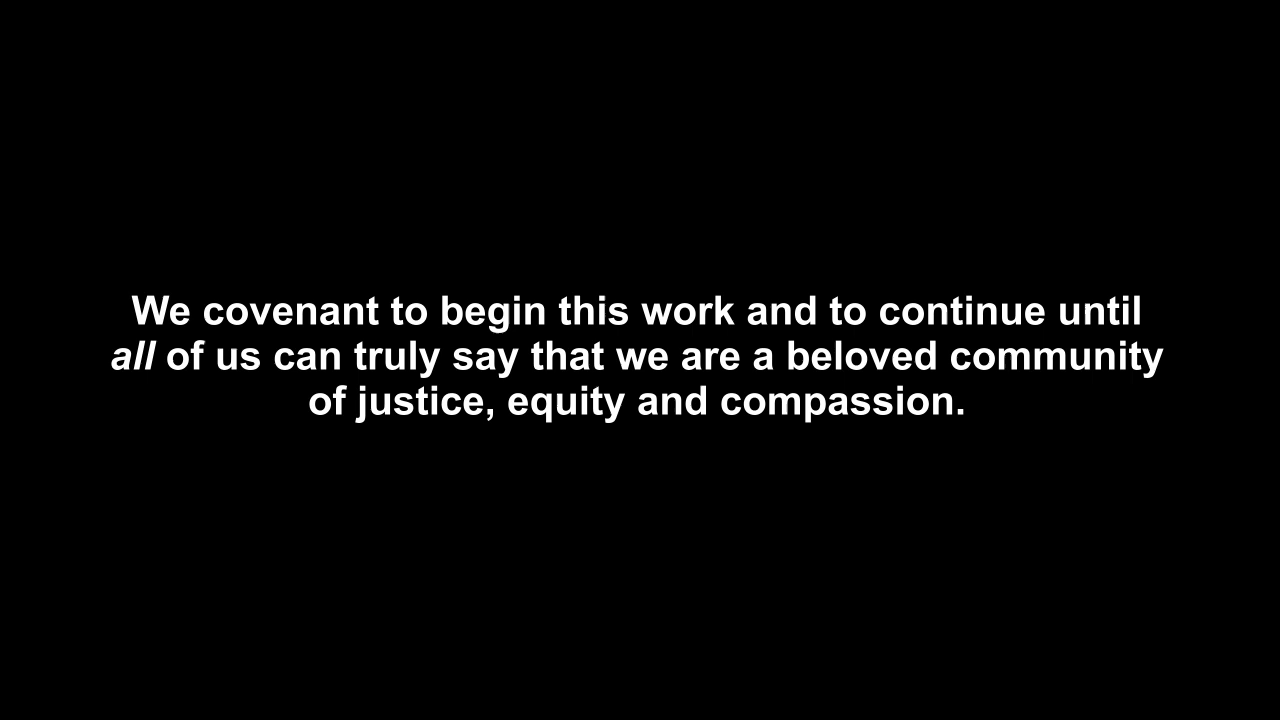 We covenant to begin this work and to continue until
all of us can truly say that we are a beloved community
of justice, equity and compassion.